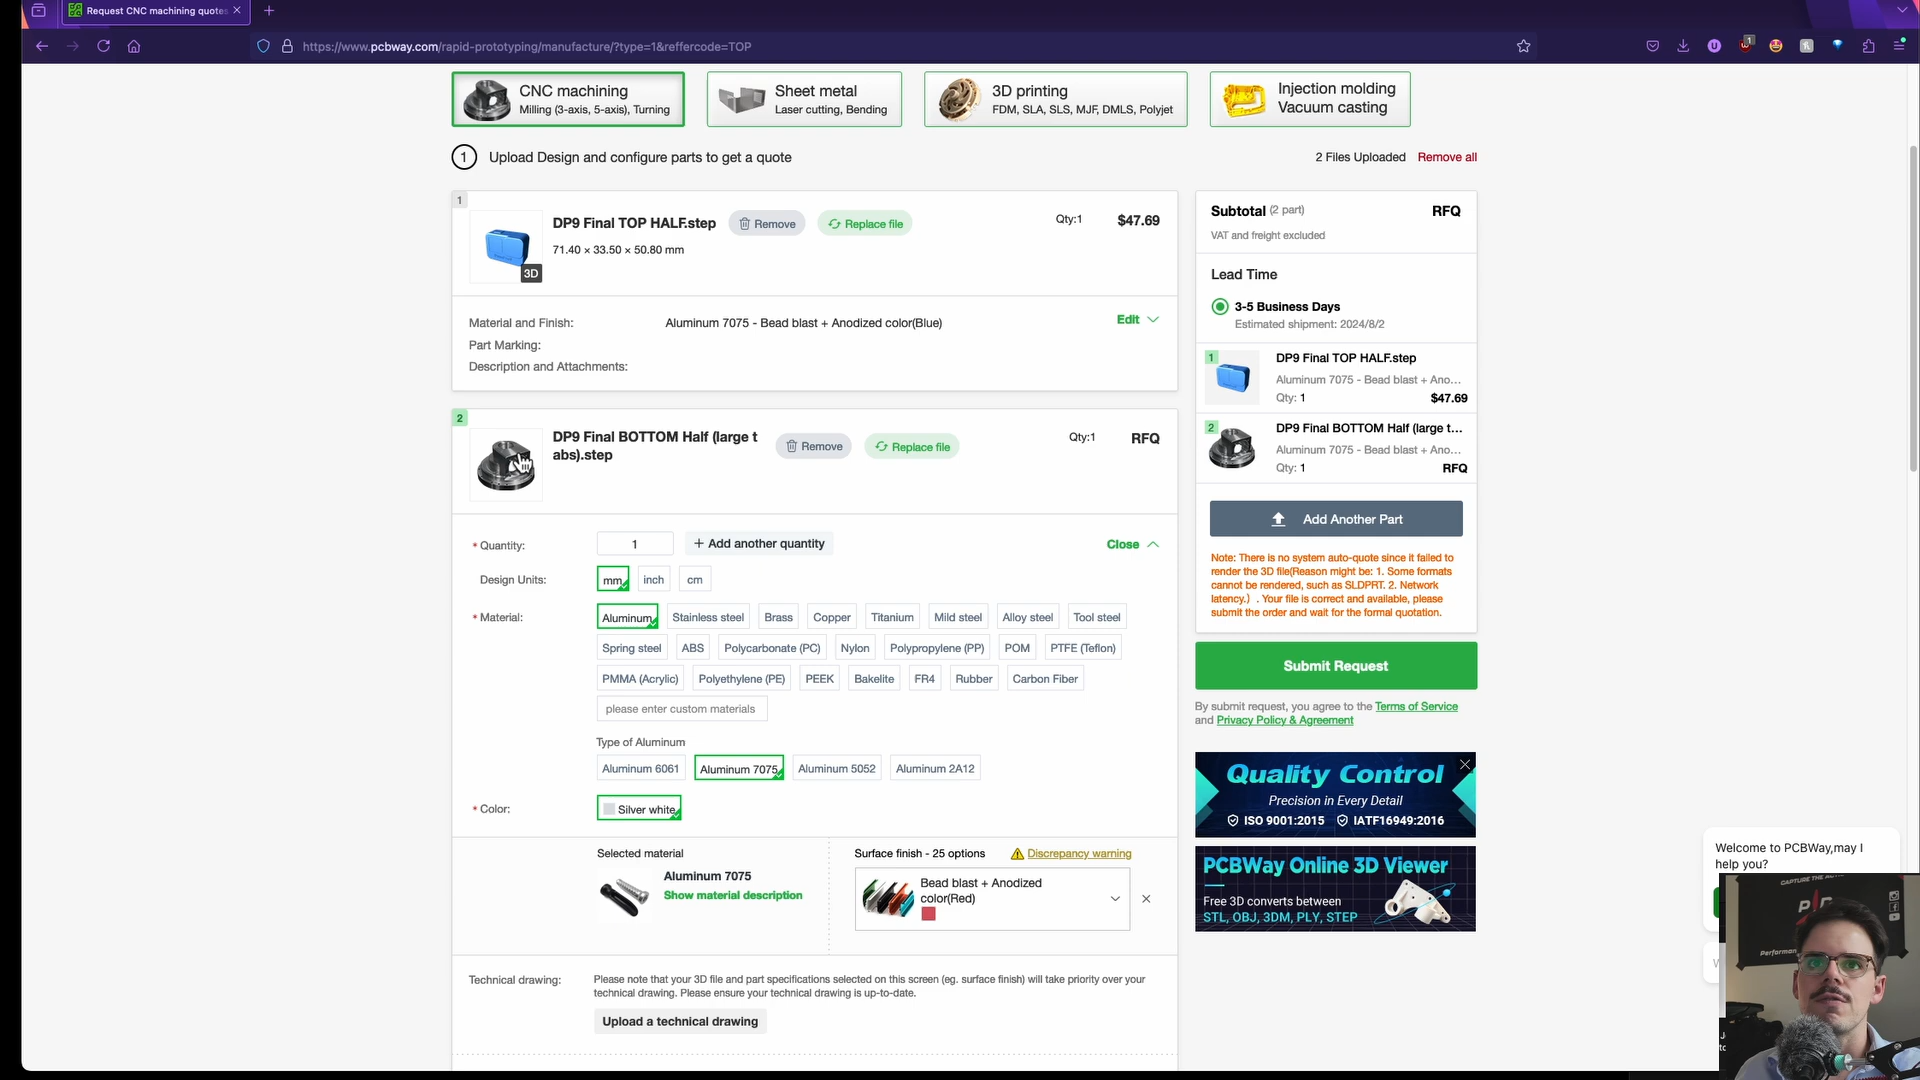 Request CNC machining quotes
https://www.pcbway.com/rapid-prototyping/manufacture/?type=1&reffercode=TOP
1
CNC machining
Milling (3-axis, 5-axis), Turning
Sheet metal
Laser cutting, Bending
3D printing
FDM, SLA, SLS, MJF, DMLS, Polyjet
Injection molding
Vacuum casting
1 Upload Design and configure parts to get a quote
2 Files Uploaded Remove all
1
DP9 Final TOP HALF.step Remove Replace file
71.40 × 33.50 × 50.80 mm
3D
Qty:1 $47.69
Material and Finish: Aluminum 7075 - Bead blast + Anodized color(Blue)
Edit
Part Marking:
Description and Attachments:
2
DP9 Final BOTTOM Half (large t
abs).step
Remove Replace file
Qty:1 RFQ
* Quantity: 1 + Add another quantity
Close
Design Units: mm inch cm
* Material: Aluminum Stainless steel Brass Copper Titanium Mild steel Alloy steel Tool steel
Spring steel ABS Polycarbonate (PC) Nylon Polypropylene (PP) POM PTFE (Teflon)
PMMA (Acrylic) Polyethylene (PE) PEEK Bakelite FR4 Rubber Carbon Fiber
please enter custom materials
Type of Aluminum
Aluminum 6061 Aluminum 7075 Aluminum 5052 Aluminum 2A12
* Color: Silver white
Selected material
Aluminum 7075
Show material description
Surface finish - 25 options Discrepancy warning
Bead blast + Anodized
color(Red)
Technical drawing: Please note that your 3D file and part specifications selected on this screen (eg. surface finish) will take priority over your
technical drawing. Please ensure your technical drawing is up-to-date.
Upload a technical drawing
Subtotal (2 part) RFQ
VAT and freight excluded
Lead Time
3-5 Business Days
Estimated shipment: 2024/8/2
1
DP9 Final TOP HALF.step
Aluminum 7075 - Bead blast + Ano...
Qty: 1 $47.69
2
DP9 Final BOTTOM Half (large t...
Aluminum 7075 - Bead blast + Ano...
Qty: 1 RFQ
Add Another Part
Note: There is no system auto-quote since it failed to
render the 3D file(Reason might be: 1. Some formats
cannot be rendered, such as SLDPRT. 2. Network
latency.) . Your file is correct and available, please
submit the order and wait for the formal quotation.
Submit Request
By submit request, you agree to the Terms of Service
and Privacy Policy & Agreement
Quality Control
Precision in Every Detail
ISO 9001:2015 IATF16949:2016
PCBWay Online 3D Viewer
Free 3D converts between
STL, OBJ, 3DM, PLY, STEP
Welcome to PCBWay,may I
help you?